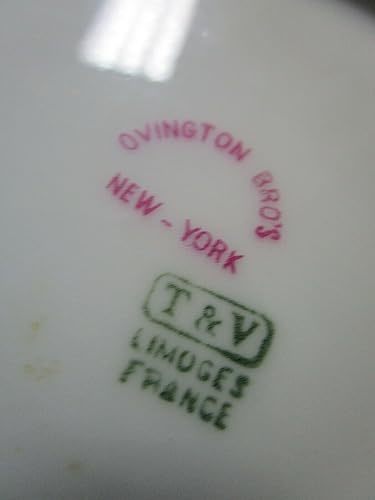 OVINGTON BRO'S
NEW-YORK
T & V
LIMOGES
FRANCE